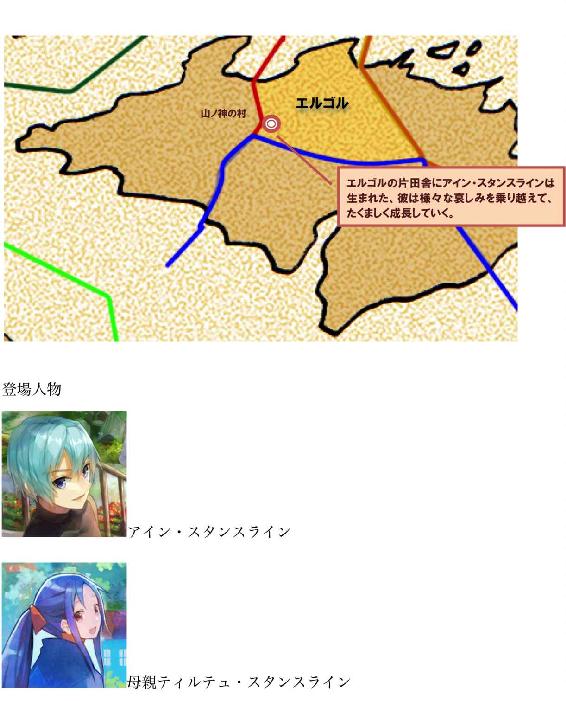 エルゴル
山ノ神の村
エルゴルの片田舎にアイン・スタンスラインは
生まれた、彼は様々な哀しみを乗り越えて、
たくましく成長していく。
登場人物
アイン・スタンスライン
母親ティルテュ・スタンスライン